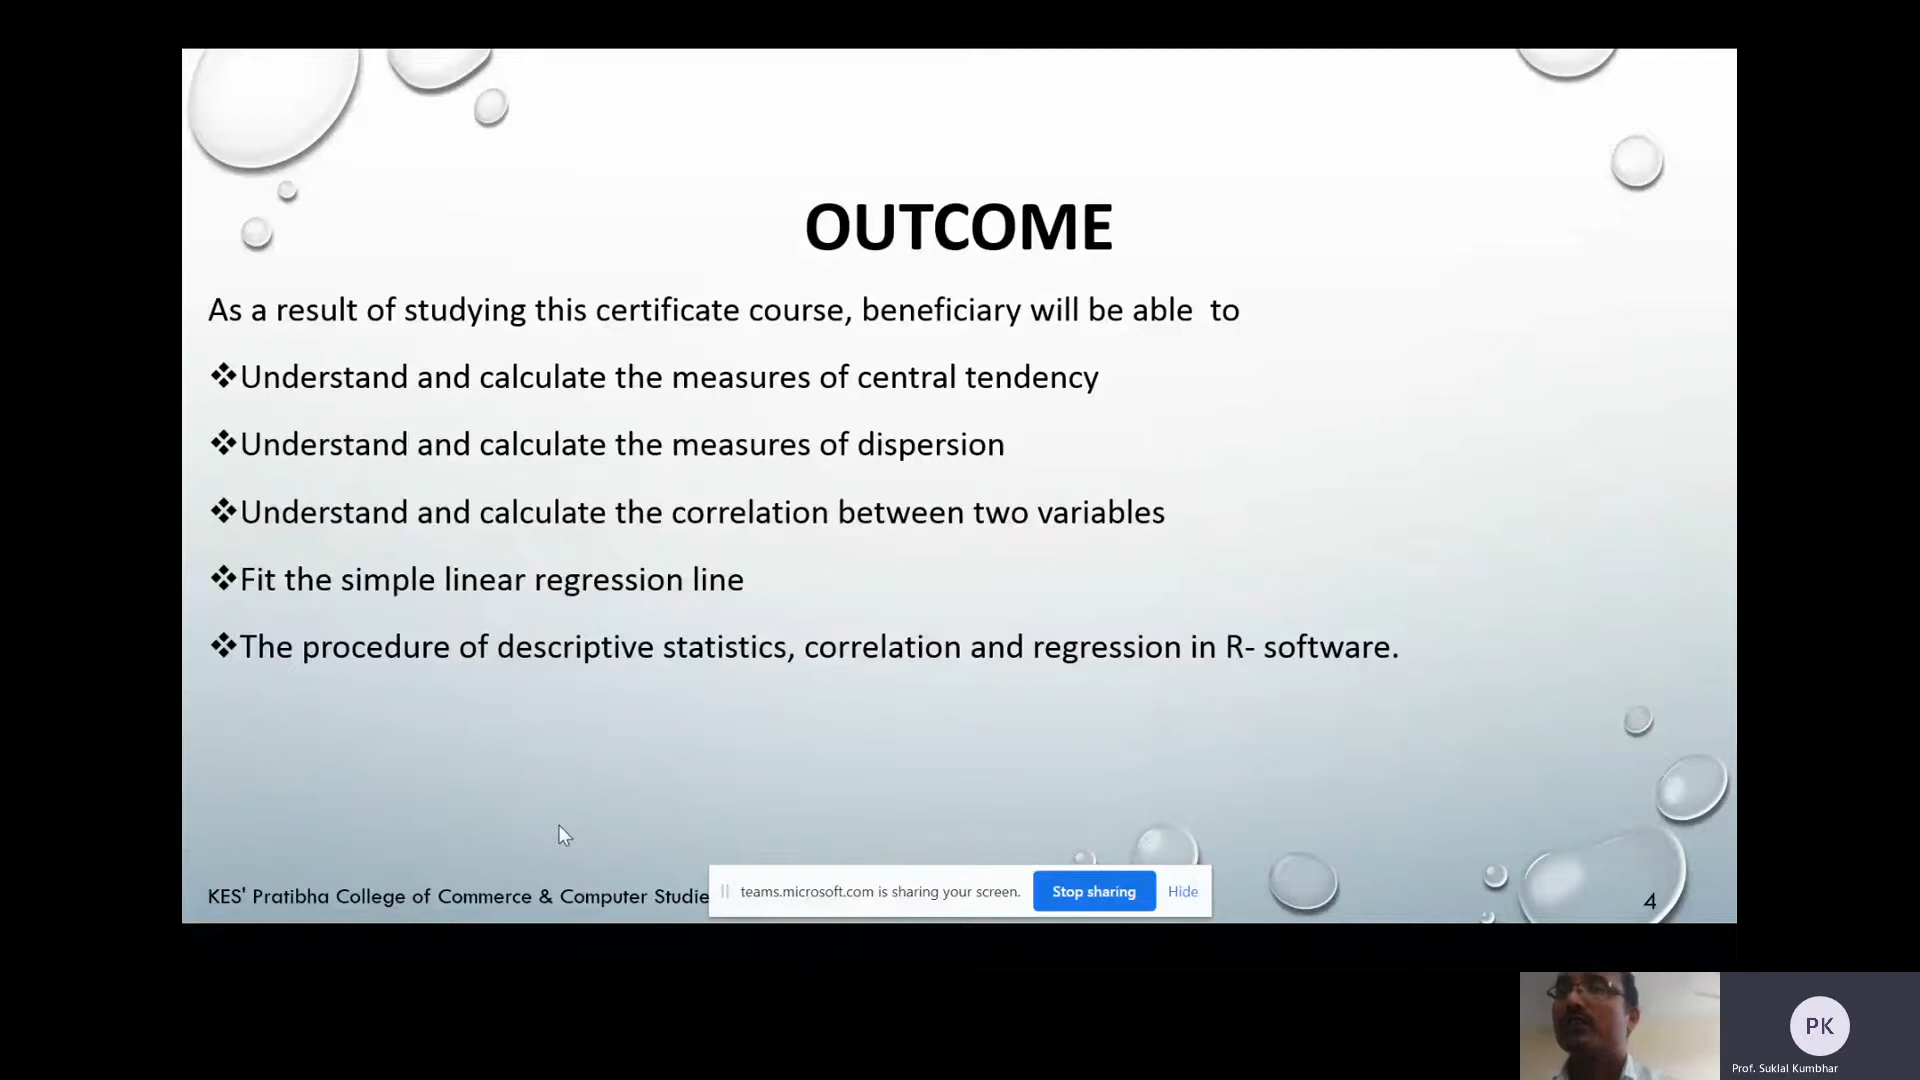 OUTCOME
As a result of studying this certificate course, beneficiary will be able to
❖Understand and calculate the measures of central tendency
❖Understand and calculate the measures of dispersion
❖Understand and calculate the correlation between two variables
❖Fit the simple linear regression line
❖The procedure of descriptive statistics, correlation and regression in R- software.
KES' Pratibha College of Commerce & Computer Studie
teams.microsoft.com is sharing your screen. Stop sharing Hide
4
PK
Prof. Suklal Kumbhar